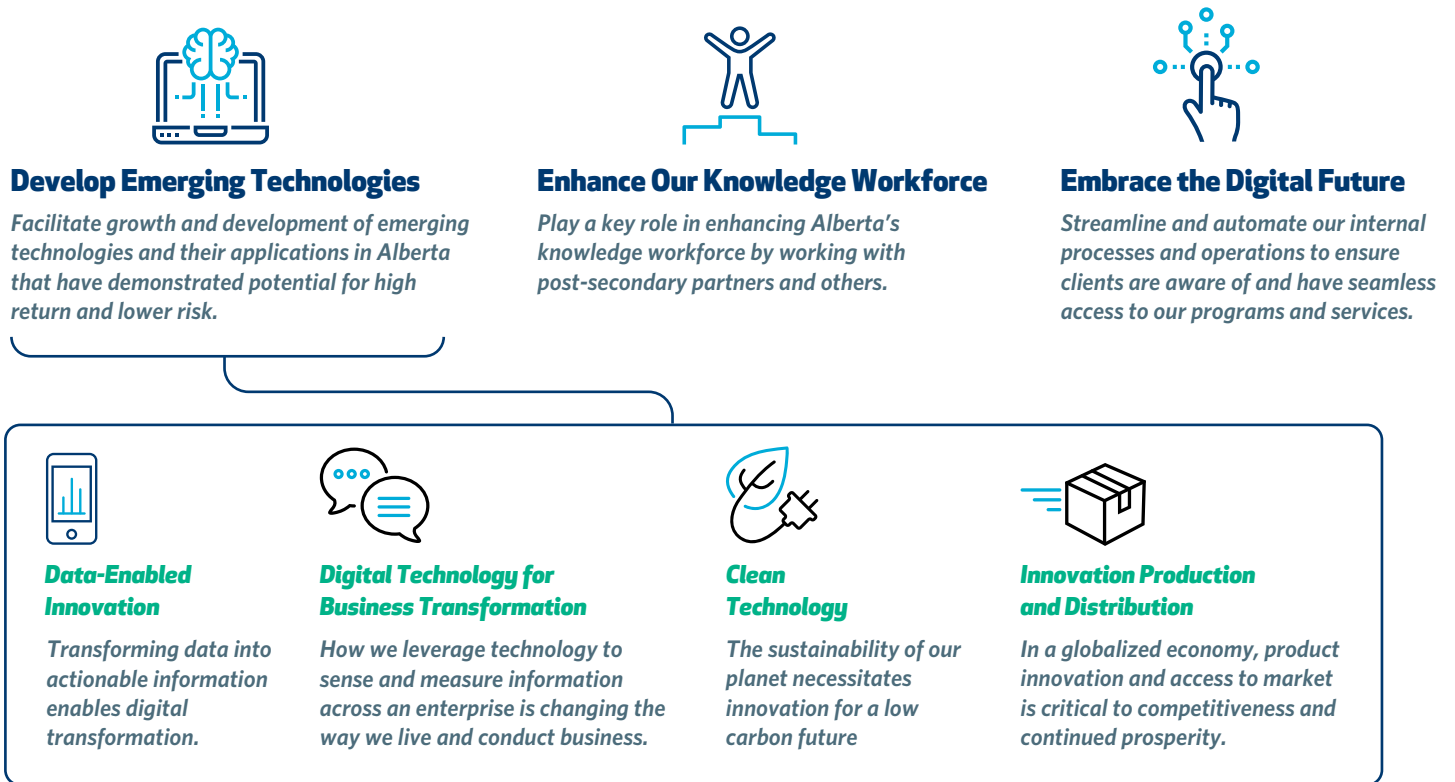 Develop Emerging Technologies
Facilitate growth and development of emerging
technologies and their applications in Alberta
that have demonstrated potential for high
return and lower risk.
Enhance Our Knowledge Workforce
Play a key role in enhancing Alberta’s
knowledge workforce by working with
post-secondary partners and others.
Embrace the Digital Future
Streamline and automate our internal
processes and operations to ensure
clients are aware of and have seamless
access to our programs and services.
Data-Enabled
Innovation
Transforming data into
actionable information
enables digital
transformation.
Digital Technology for
Business Transformation
How we leverage technology to
sense and measure information
across an enterprise is changing the
way we live and conduct business.
Clean
Technology
The sustainability of our
planet necessitates
innovation for a low
carbon future
Innovation Production
and Distribution
In a globalized economy, product
innovation and access to market
is critical to competitiveness and
continued prosperity.